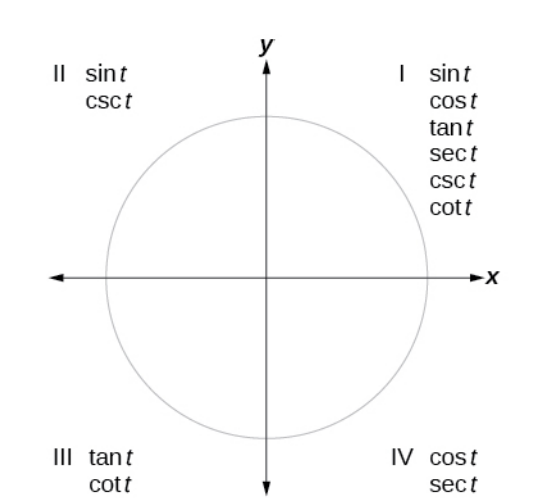 y
II sin t
csc t
I sin t
cos t
tan t
sec t
csc t
cot t
x
III tan t
cot t
IV cos t
sec t